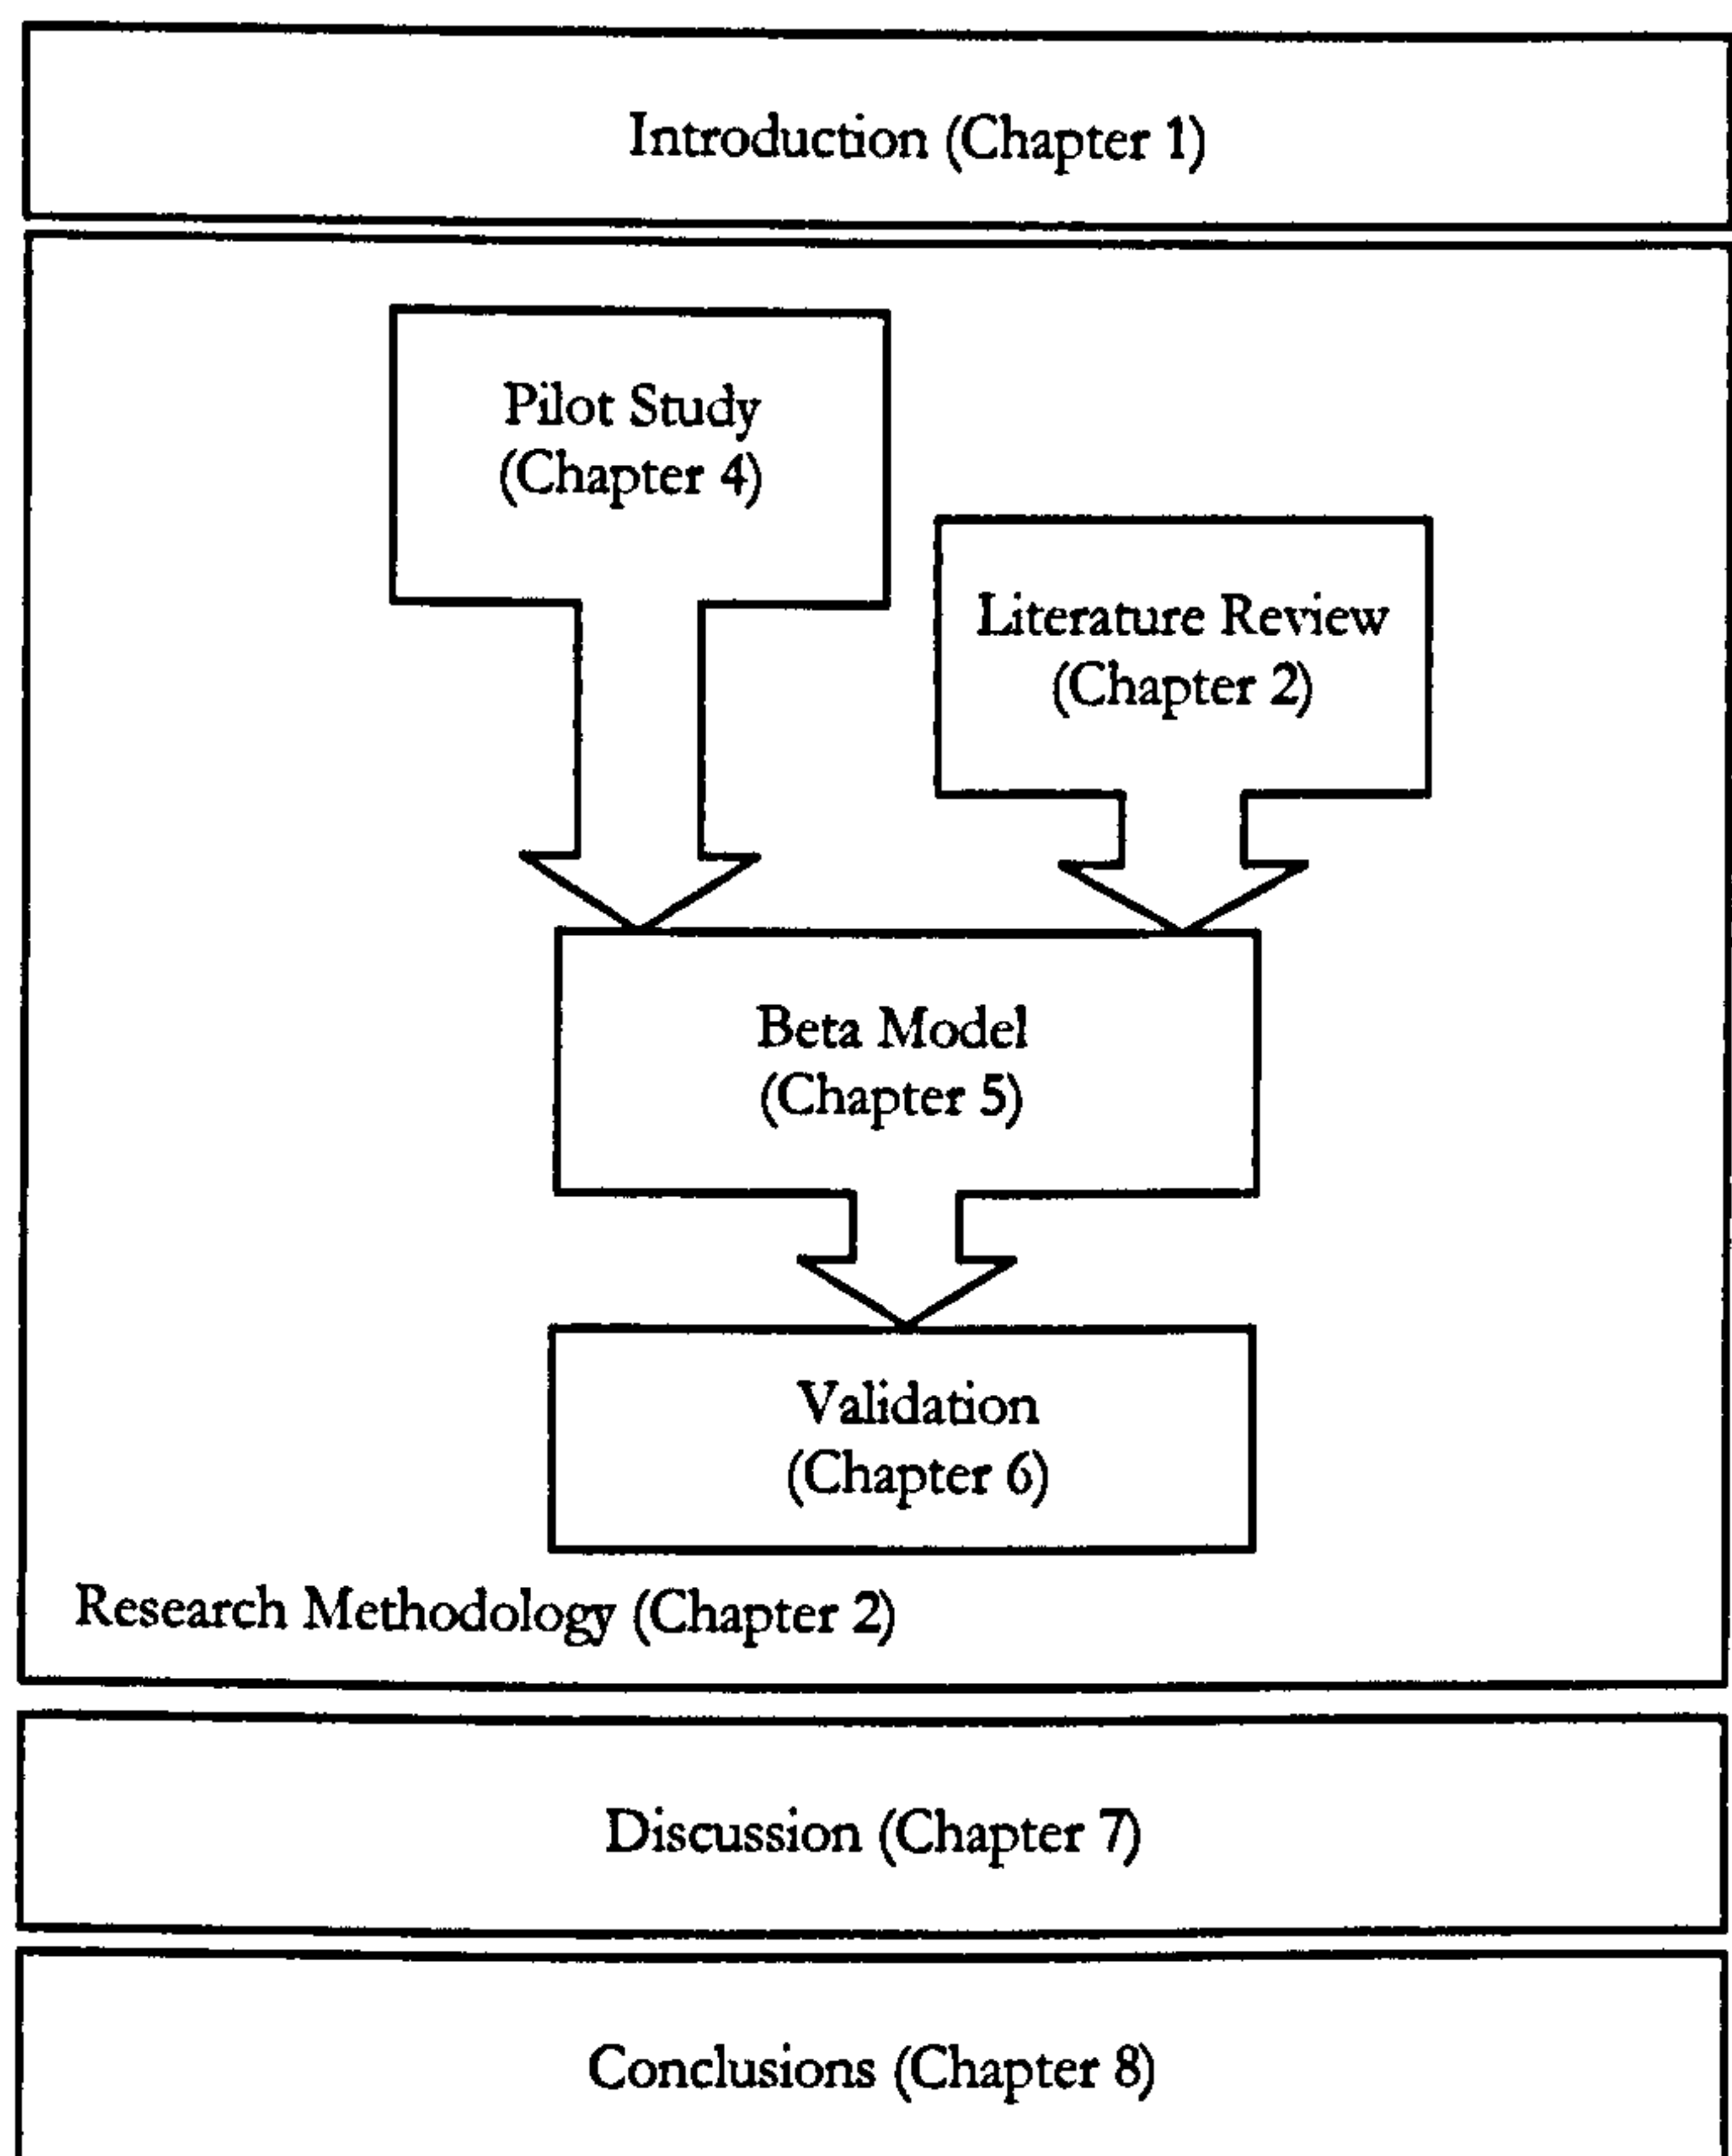 Introduction (Chapter 1)
Pilot Study
(Chapter 4)
Literature Review
(Chapter 2)
Beta Model
(Chapter 5)
Validation
(Chapter 6)
Research Methodology (Chapter 2)
Discussion (Chapter 7)
Conclusions (Chapter 8)